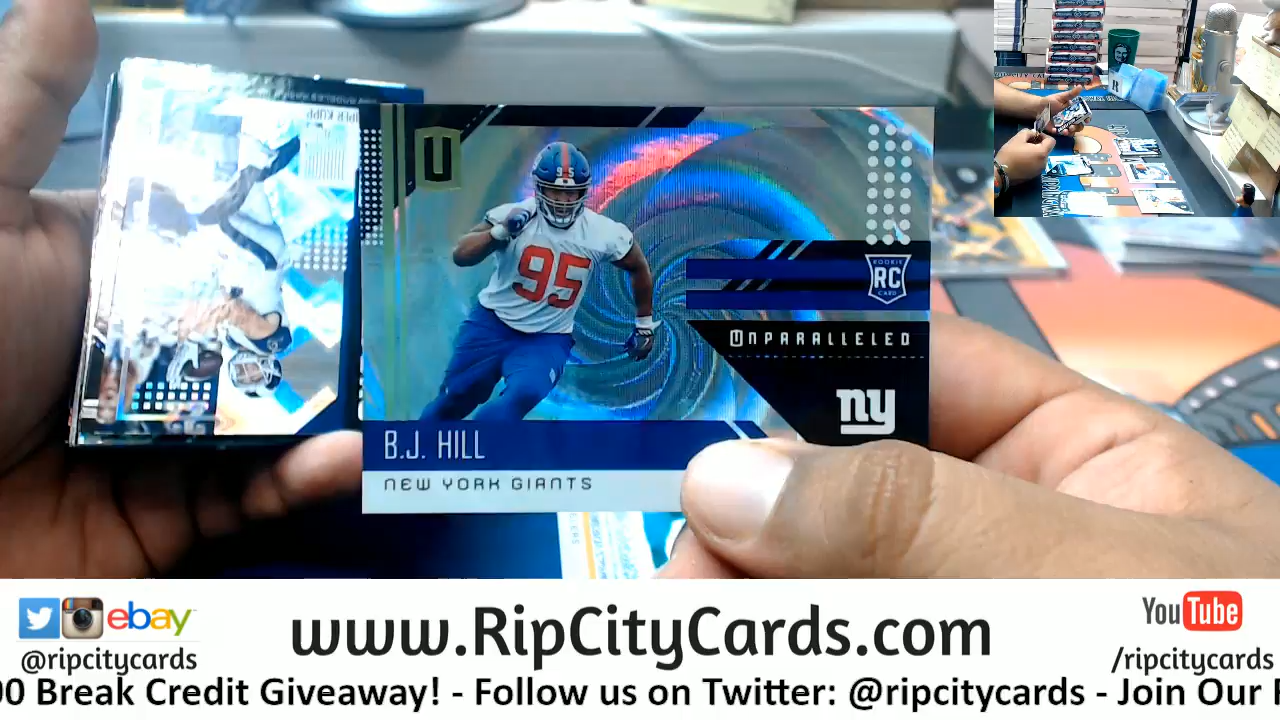 U
95
95
ROOKIE
RC
CARD
UNPARALLELED
ny
B.J. HILL
NEW YORK GIANTS
ebay
www.RipCityCards.com
YouTube
@ripcitycards
/ripcitycards
00 Break Credit Giveaway! - Follow us on Twitter: @ripcitycards - Join Our